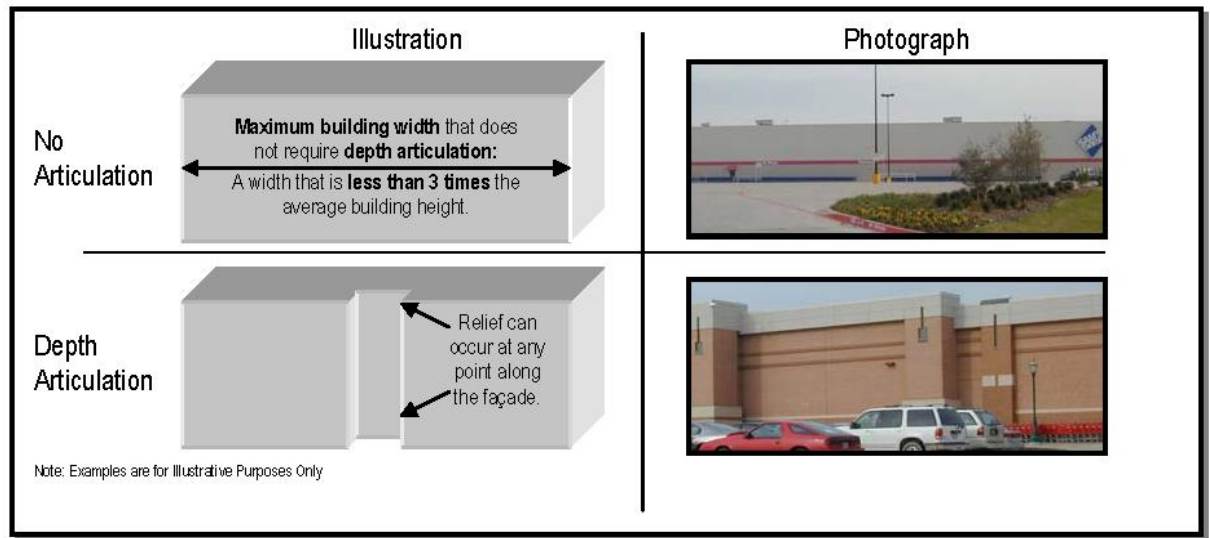 Illustration
Photograph
No
Articulation
Maximum building width that does
not require depth articulation:
A width that is less than 3 times the
average building height.
Depth
Articulation
Relief can
occur at any
point along
the façade.
Note: Examples are for Illustrative Purposes Only